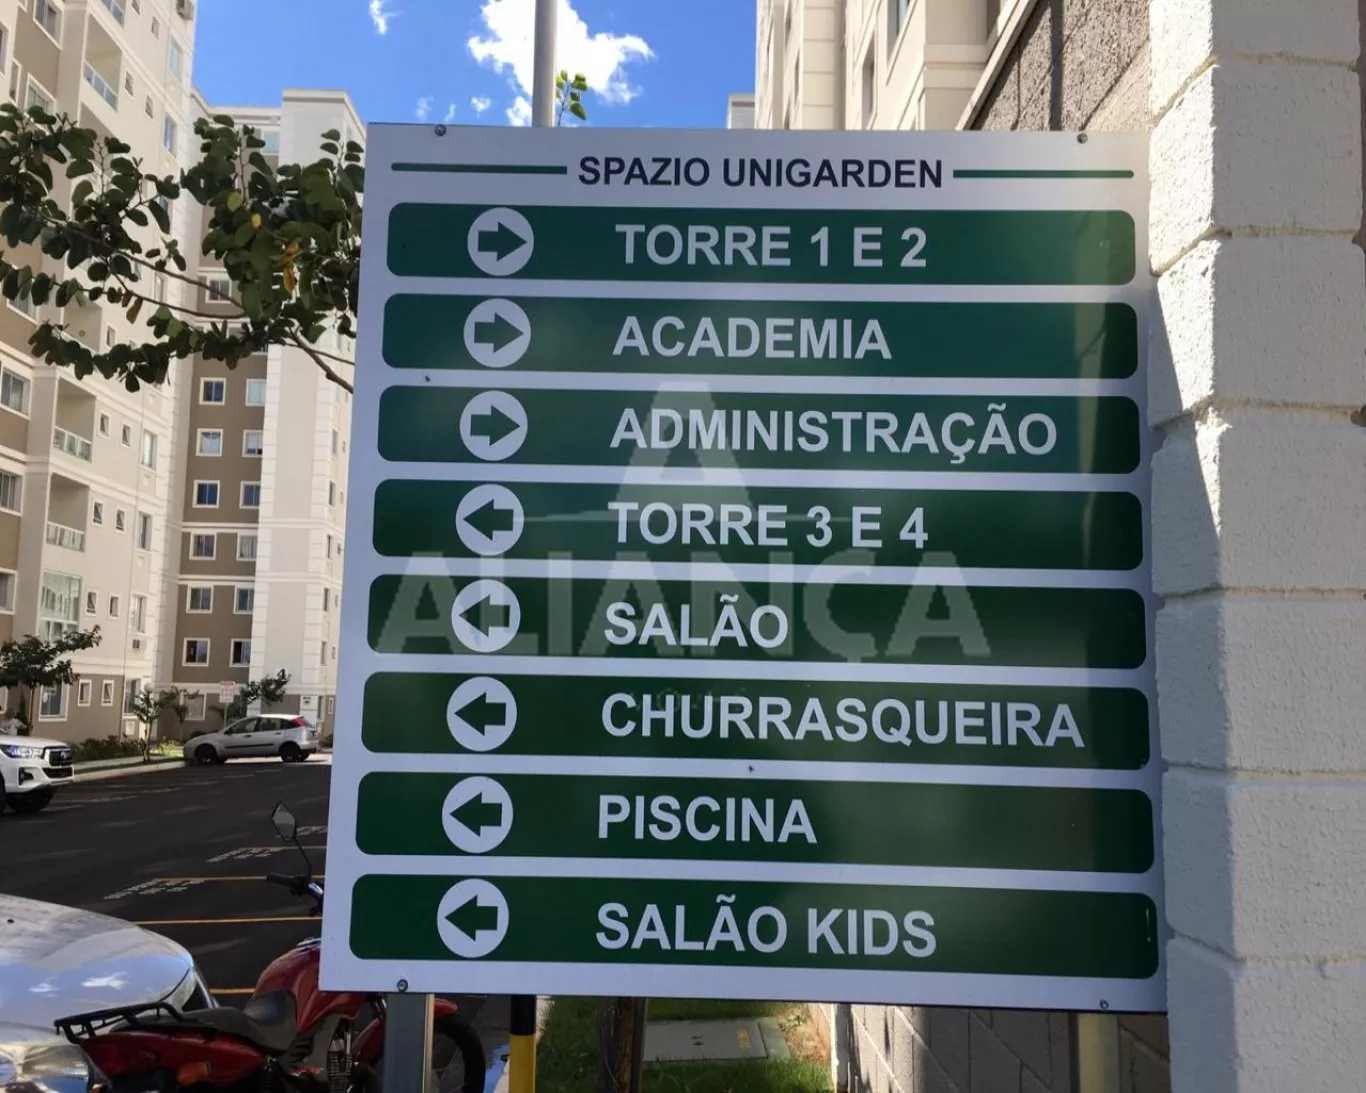 SPAZIO UNIGARDEN
TORRE 1 E 2
ACADEMIA
ADMINISTRAÇÃO
TORRE 3 E 4
ALIANÇA
SALÃO
CHURRASQUEIRA
PISCINA
SALÃO KIDS